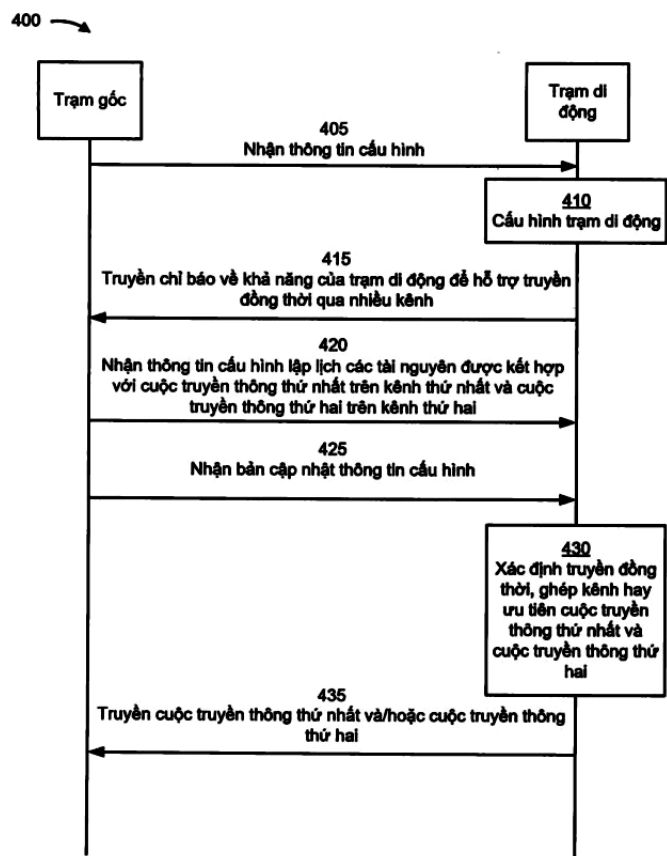 400
Trạm gốc
Trạm di
động
405
Nhận thông tin cấu hình
410
Cấu hình trạm di động
415
Truyền chỉ báo về khả năng của trạm di động để hỗ trợ truyền
đồng thời qua nhiều kênh
420
Nhận thông tin cấu hình lập lịch các tài nguyên được kết hợp
với cuộc truyền thông thứ nhất trên kênh thứ nhất và cuộc
truyền thông thứ hai trên kênh thứ hai
425
Nhận bản cập nhật thông tin cấu hình
430
Xác định truyền đồng
thời, ghép kênh hay
ưu tiên cuộc truyền
thông thứ nhất và
cuộc truyền thông thứ
hai
435
Truyền cuộc truyền thông thứ nhất và/hoặc cuộc truyền thông
thứ hai